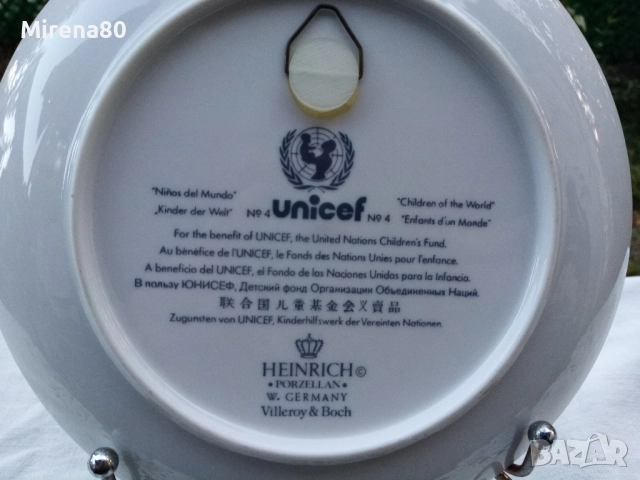 Mirena80
"Niños del Mundo"
„Kinder der Welt"
№ 4 unicef № 4
"Children of the World"
"Enfants d'un Monde"
For the benefit of UNICEF, the United Nations Children's Fund.
Au bénéfice de l'UNICEF, le Fonds des Nations Unies pour l'enfance.
A beneficio del UNICEF, el Fondo de las Naciones Unidas para la Infancia.
В пользу ЮНИСЕФ, Детский фонд Организации Объединенных Наций.
联合国儿童基金会义賣品
Zugunsten von UNICEF, Kinderhilfswerk der Vereinten Nationen.
HEINRICH ©
• PORZELLAN •
W. GERMANY
Villeroy & Boch
BAZAR